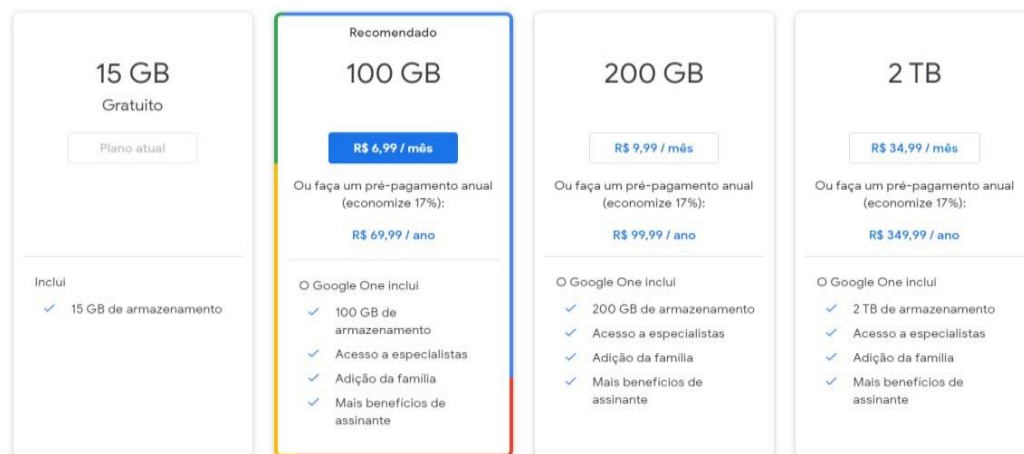 15 GB
Gratuito
Plano atual
Inclui
15 GB de armazenamento
Recomendado
100 GB
R$ 6,99 / mês
Ou faça um pré-pagamento anual
(economize 17%):
R$ 69,99 / ano
O Google One inclui
100 GB de
armazenamento
Acesso a especialistas
Adição da família
Mais benefícios de
assinante
200 GB
R$ 9,99 / mês
Ou faça um pré-pagamento anual
(economize 17%):
R$ 99,99 / ano
O Google One inclui
200 GB de armazenamento
Acesso a especialistas
Adição da família
Mais benefícios de
assinante
2 TB
R$ 34,99 / mês
Ou faça um pré-pagamento anual
(economize 17%):
R$ 349,99 / ano
O Google One inclui
2 TB de armazenamento
Acesso a especialistas
Adição da família
Mais benefícios de
assinante